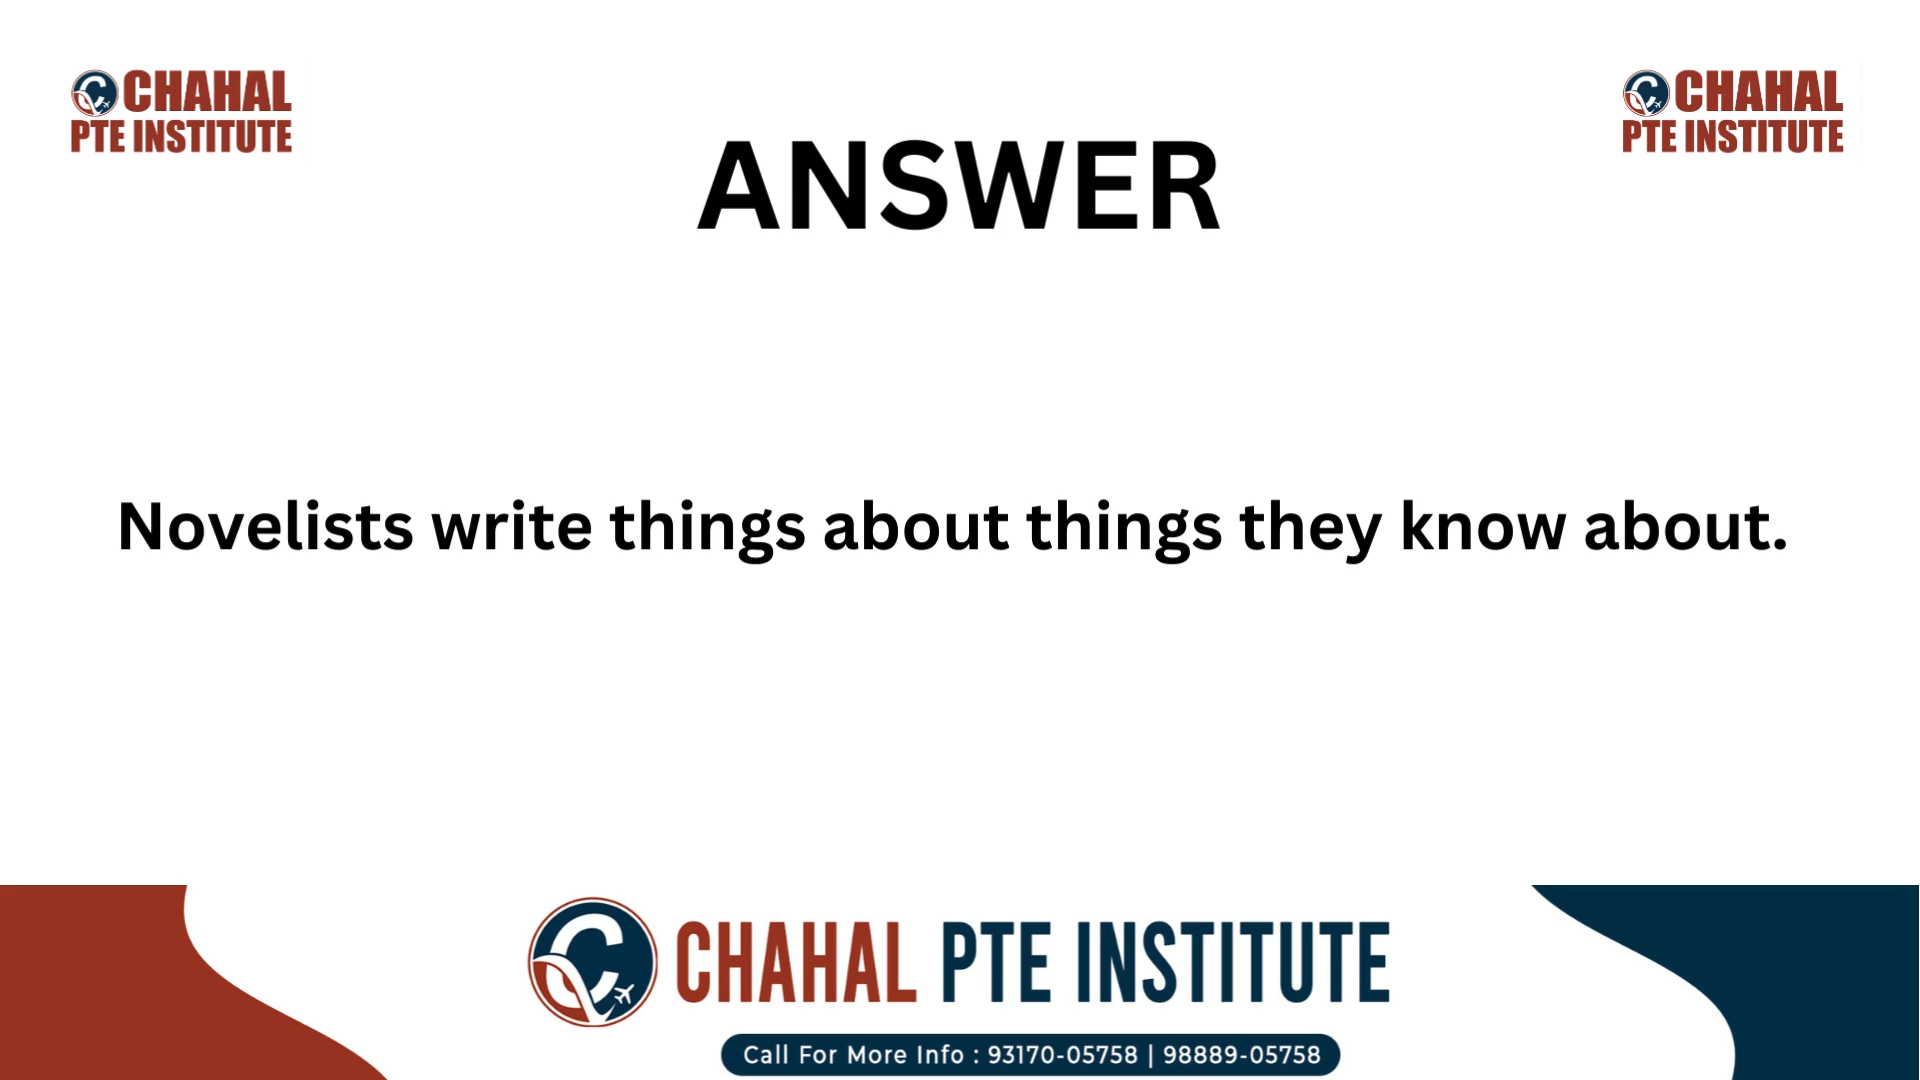 CHAHAL
PTE INSTITUTE
CHAHAL
PTE INSTITUTE
ANSWER
Novelists write things about things they know about.
CHAHAL PTE INSTITUTE
Call For More Info : 93170-05758 | 98889-05758